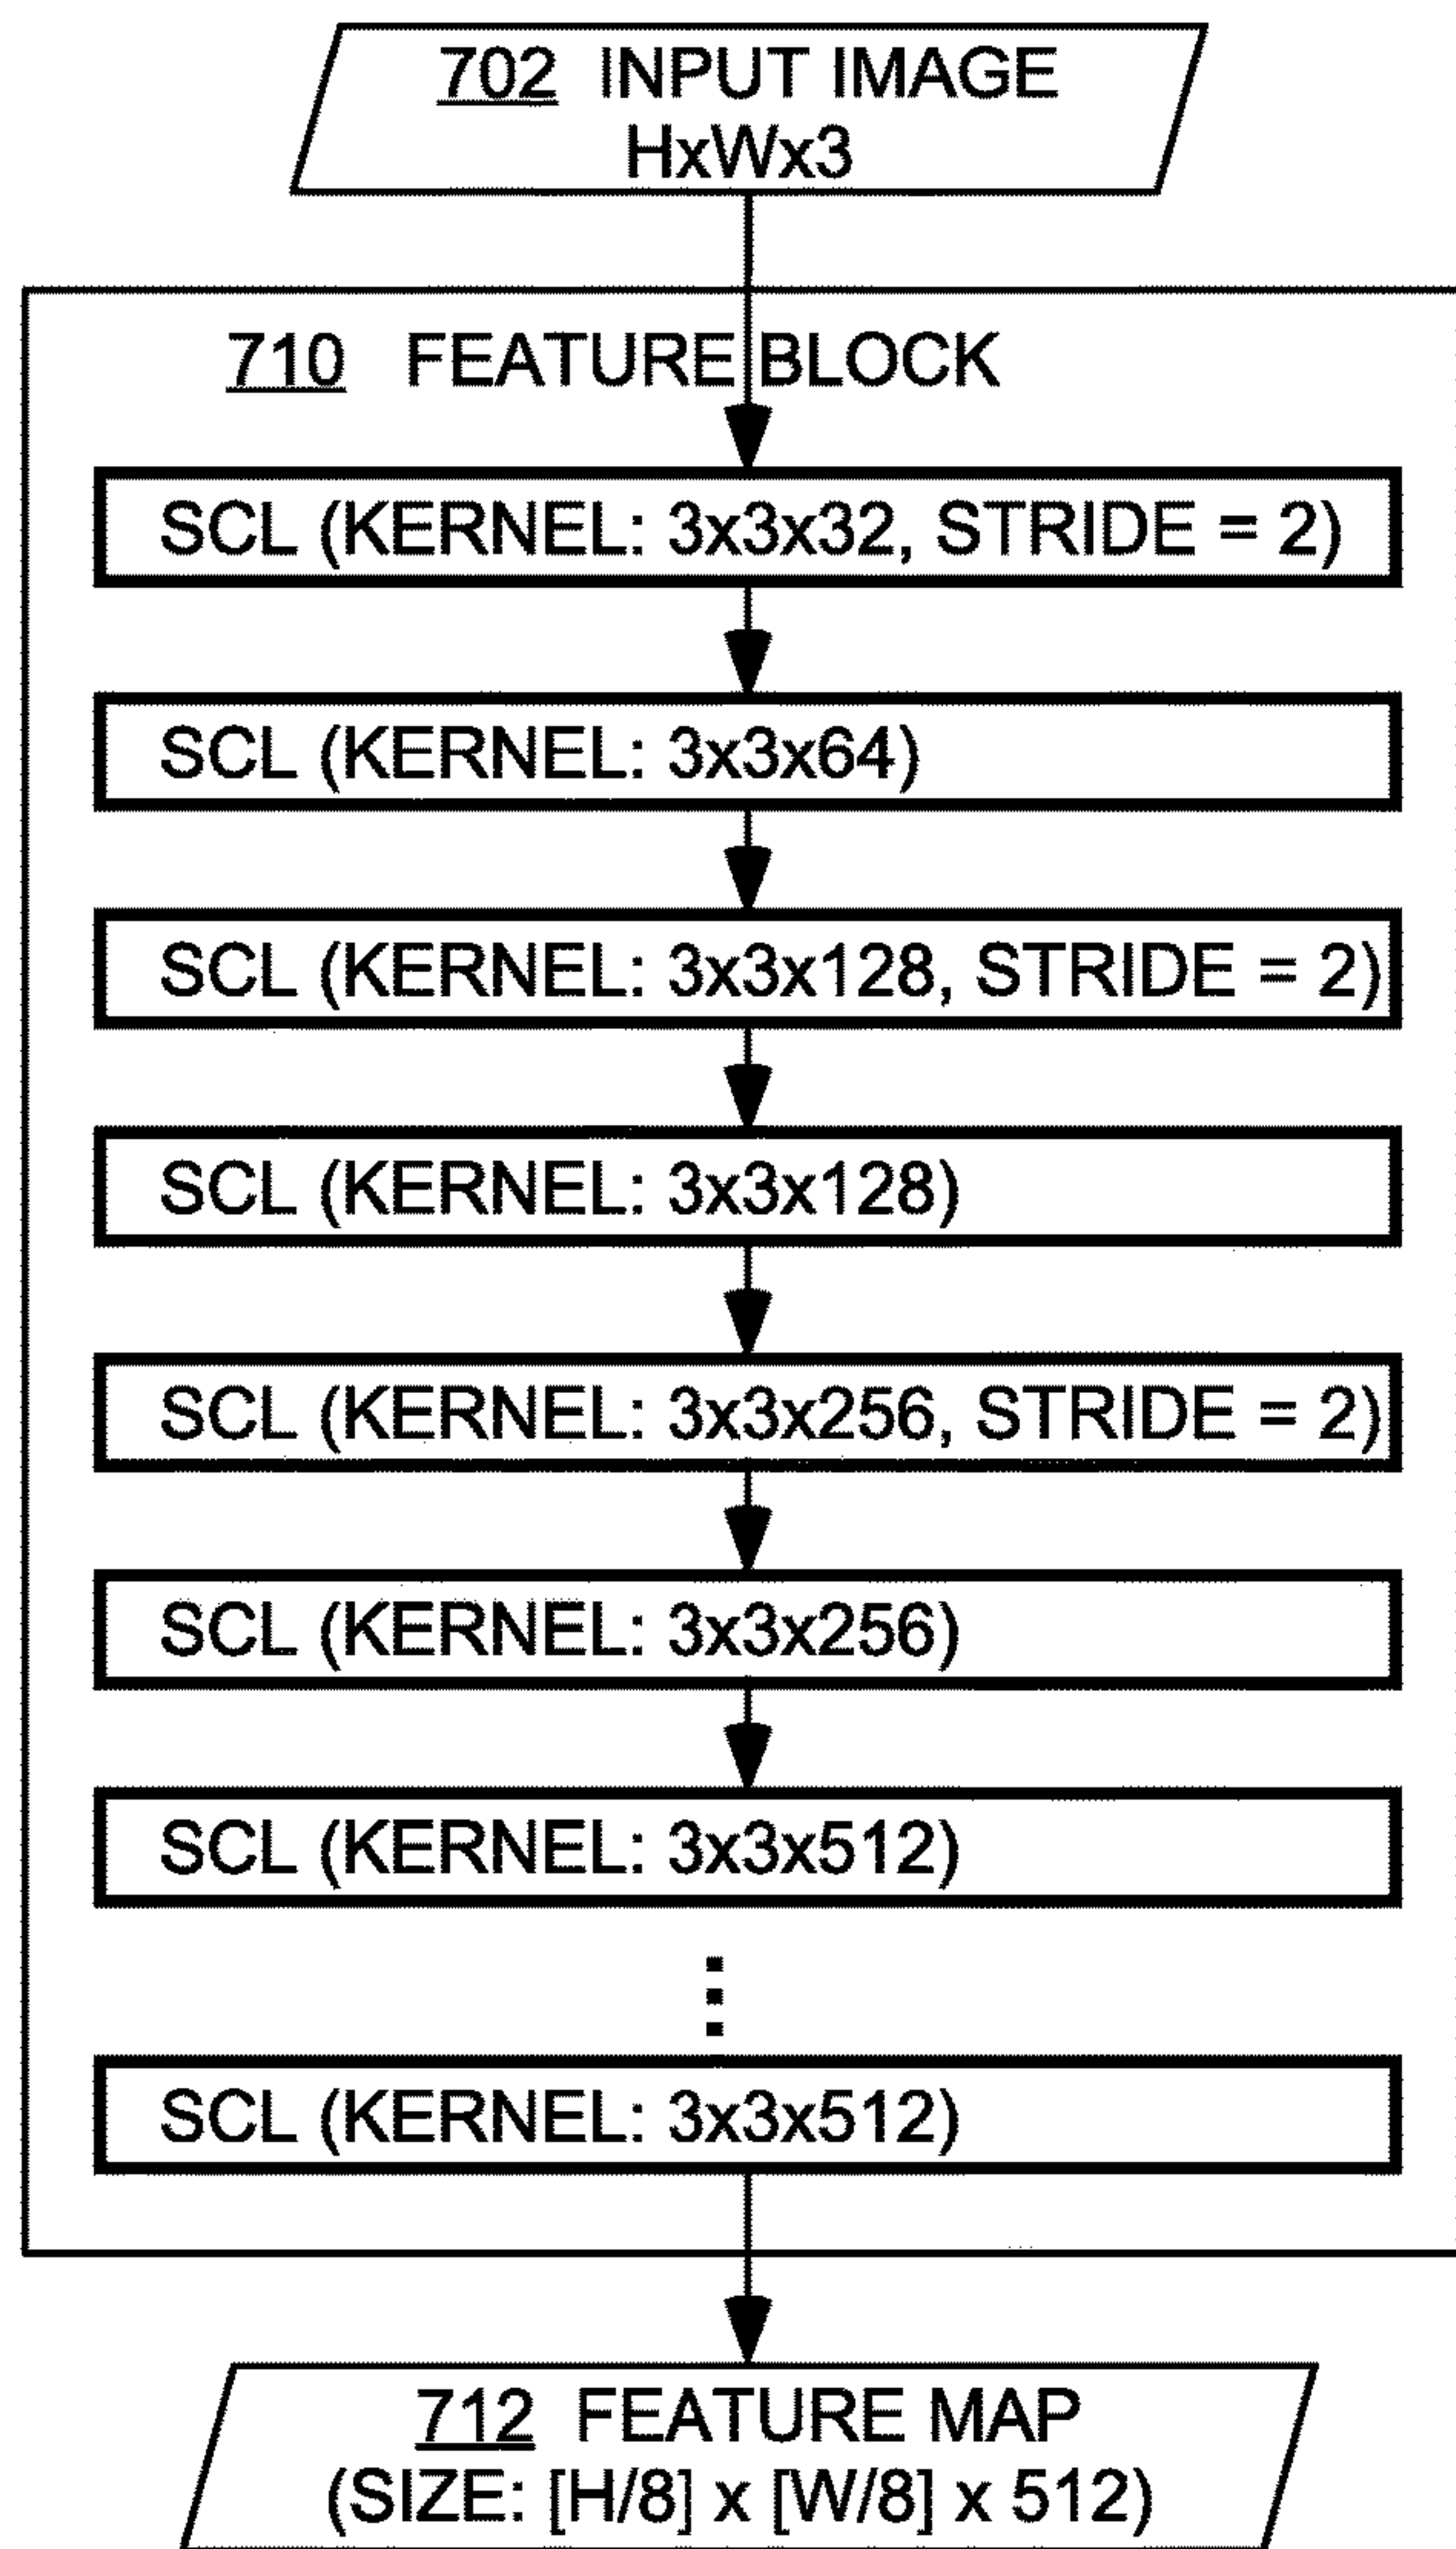 702 INPUT IMAGE
HxWx3
710 FEATURE BLOCK
SCL (KERNEL: 3x3x32, STRIDE = 2)
SCL (KERNEL: 3x3x64)
SCL (KERNEL: 3x3x128, STRIDE = 2)
SCL (KERNEL: 3x3x128)
SCL (KERNEL: 3x3x256, STRIDE = 2)
SCL (KERNEL: 3x3x256)
SCL (KERNEL: 3x3x512)
⋮
SCL (KERNEL: 3x3x512)
712 FEATURE MAP
(SIZE: [H/8] x [W/8] x 512)